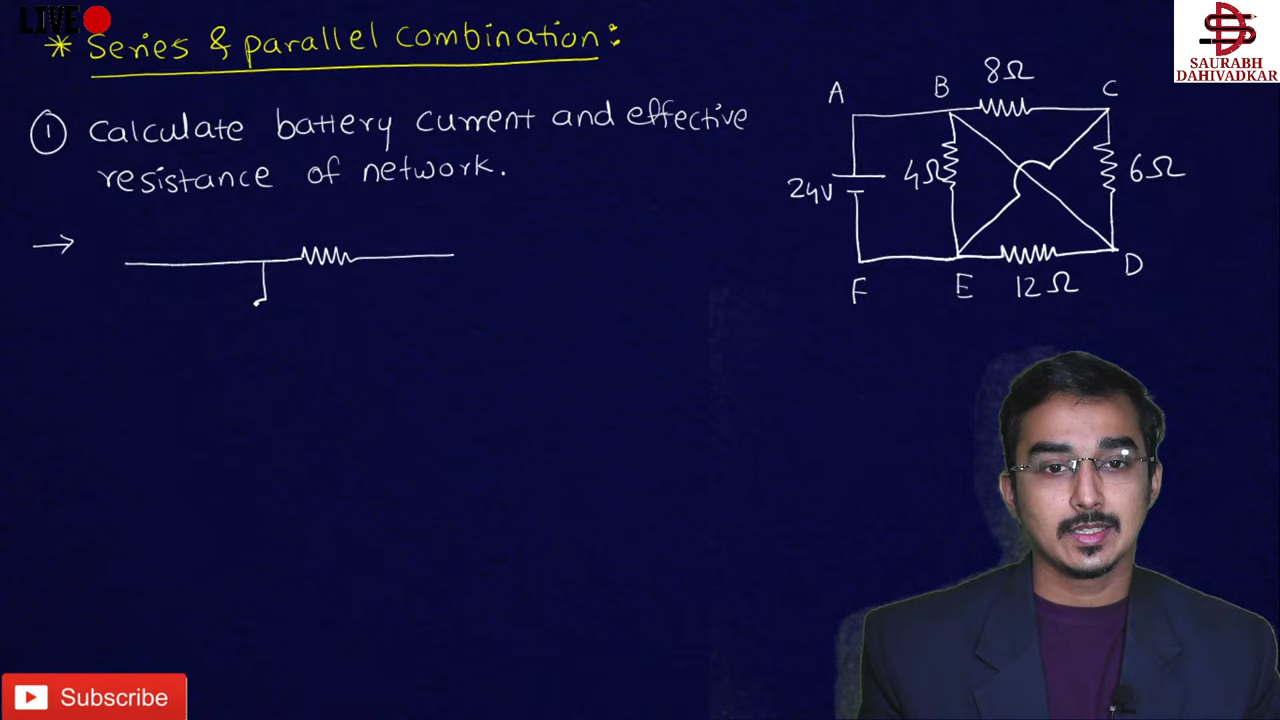 LIVE
* Series & parallel combination:
SAURABH
DAHIVADKAR
① Calculate battery current and effective
resistance of network.
→
A
B
8Ω
C
24V
4Ω
6Ω
F
E
12Ω
D
Subscribe